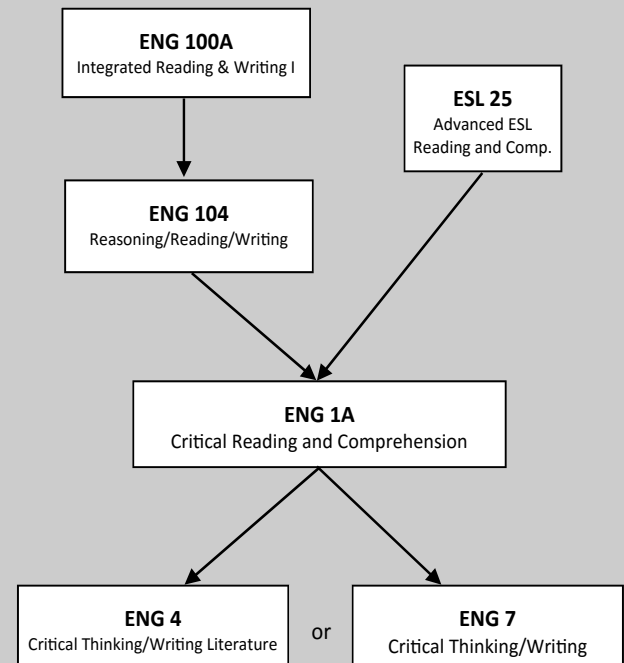 ENG 100A
Integrated Reading & Writing I
ESL 25
Advanced ESL
Reading and Comp.
ENG 104
Reasoning/Reading/Writing
ENG 1A
Critical Reading and Comprehension
ENG 4
Critical Thinking/Writing Literature
or
ENG 7
Critical Thinking/Writing